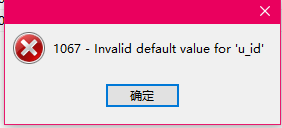 1067 - Invalid default value for 'u_id'
确定